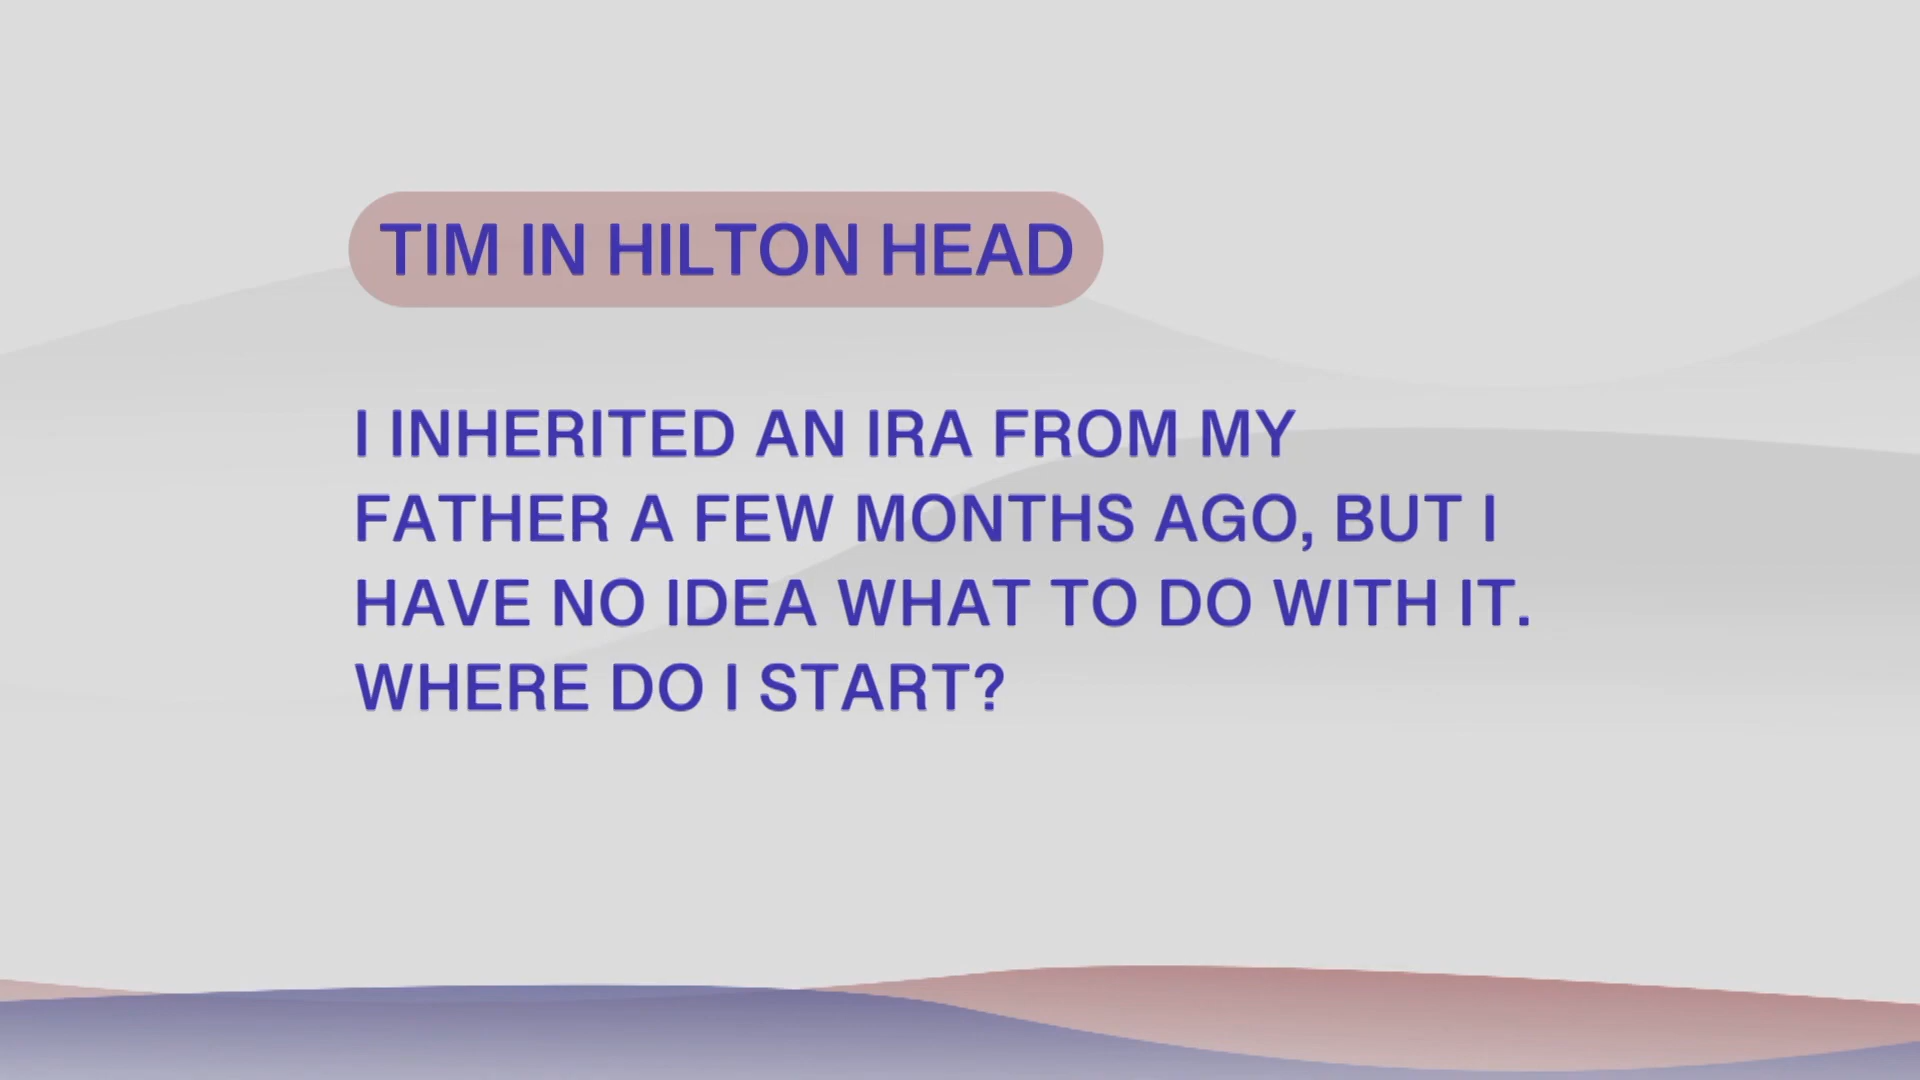 TIM IN HILTON HEAD
I INHERITED AN IRA FROM MY
FATHER A FEW MONTHS AGO, BUT I
HAVE NO IDEA WHAT TO DO WITH IT.
WHERE DO I START?